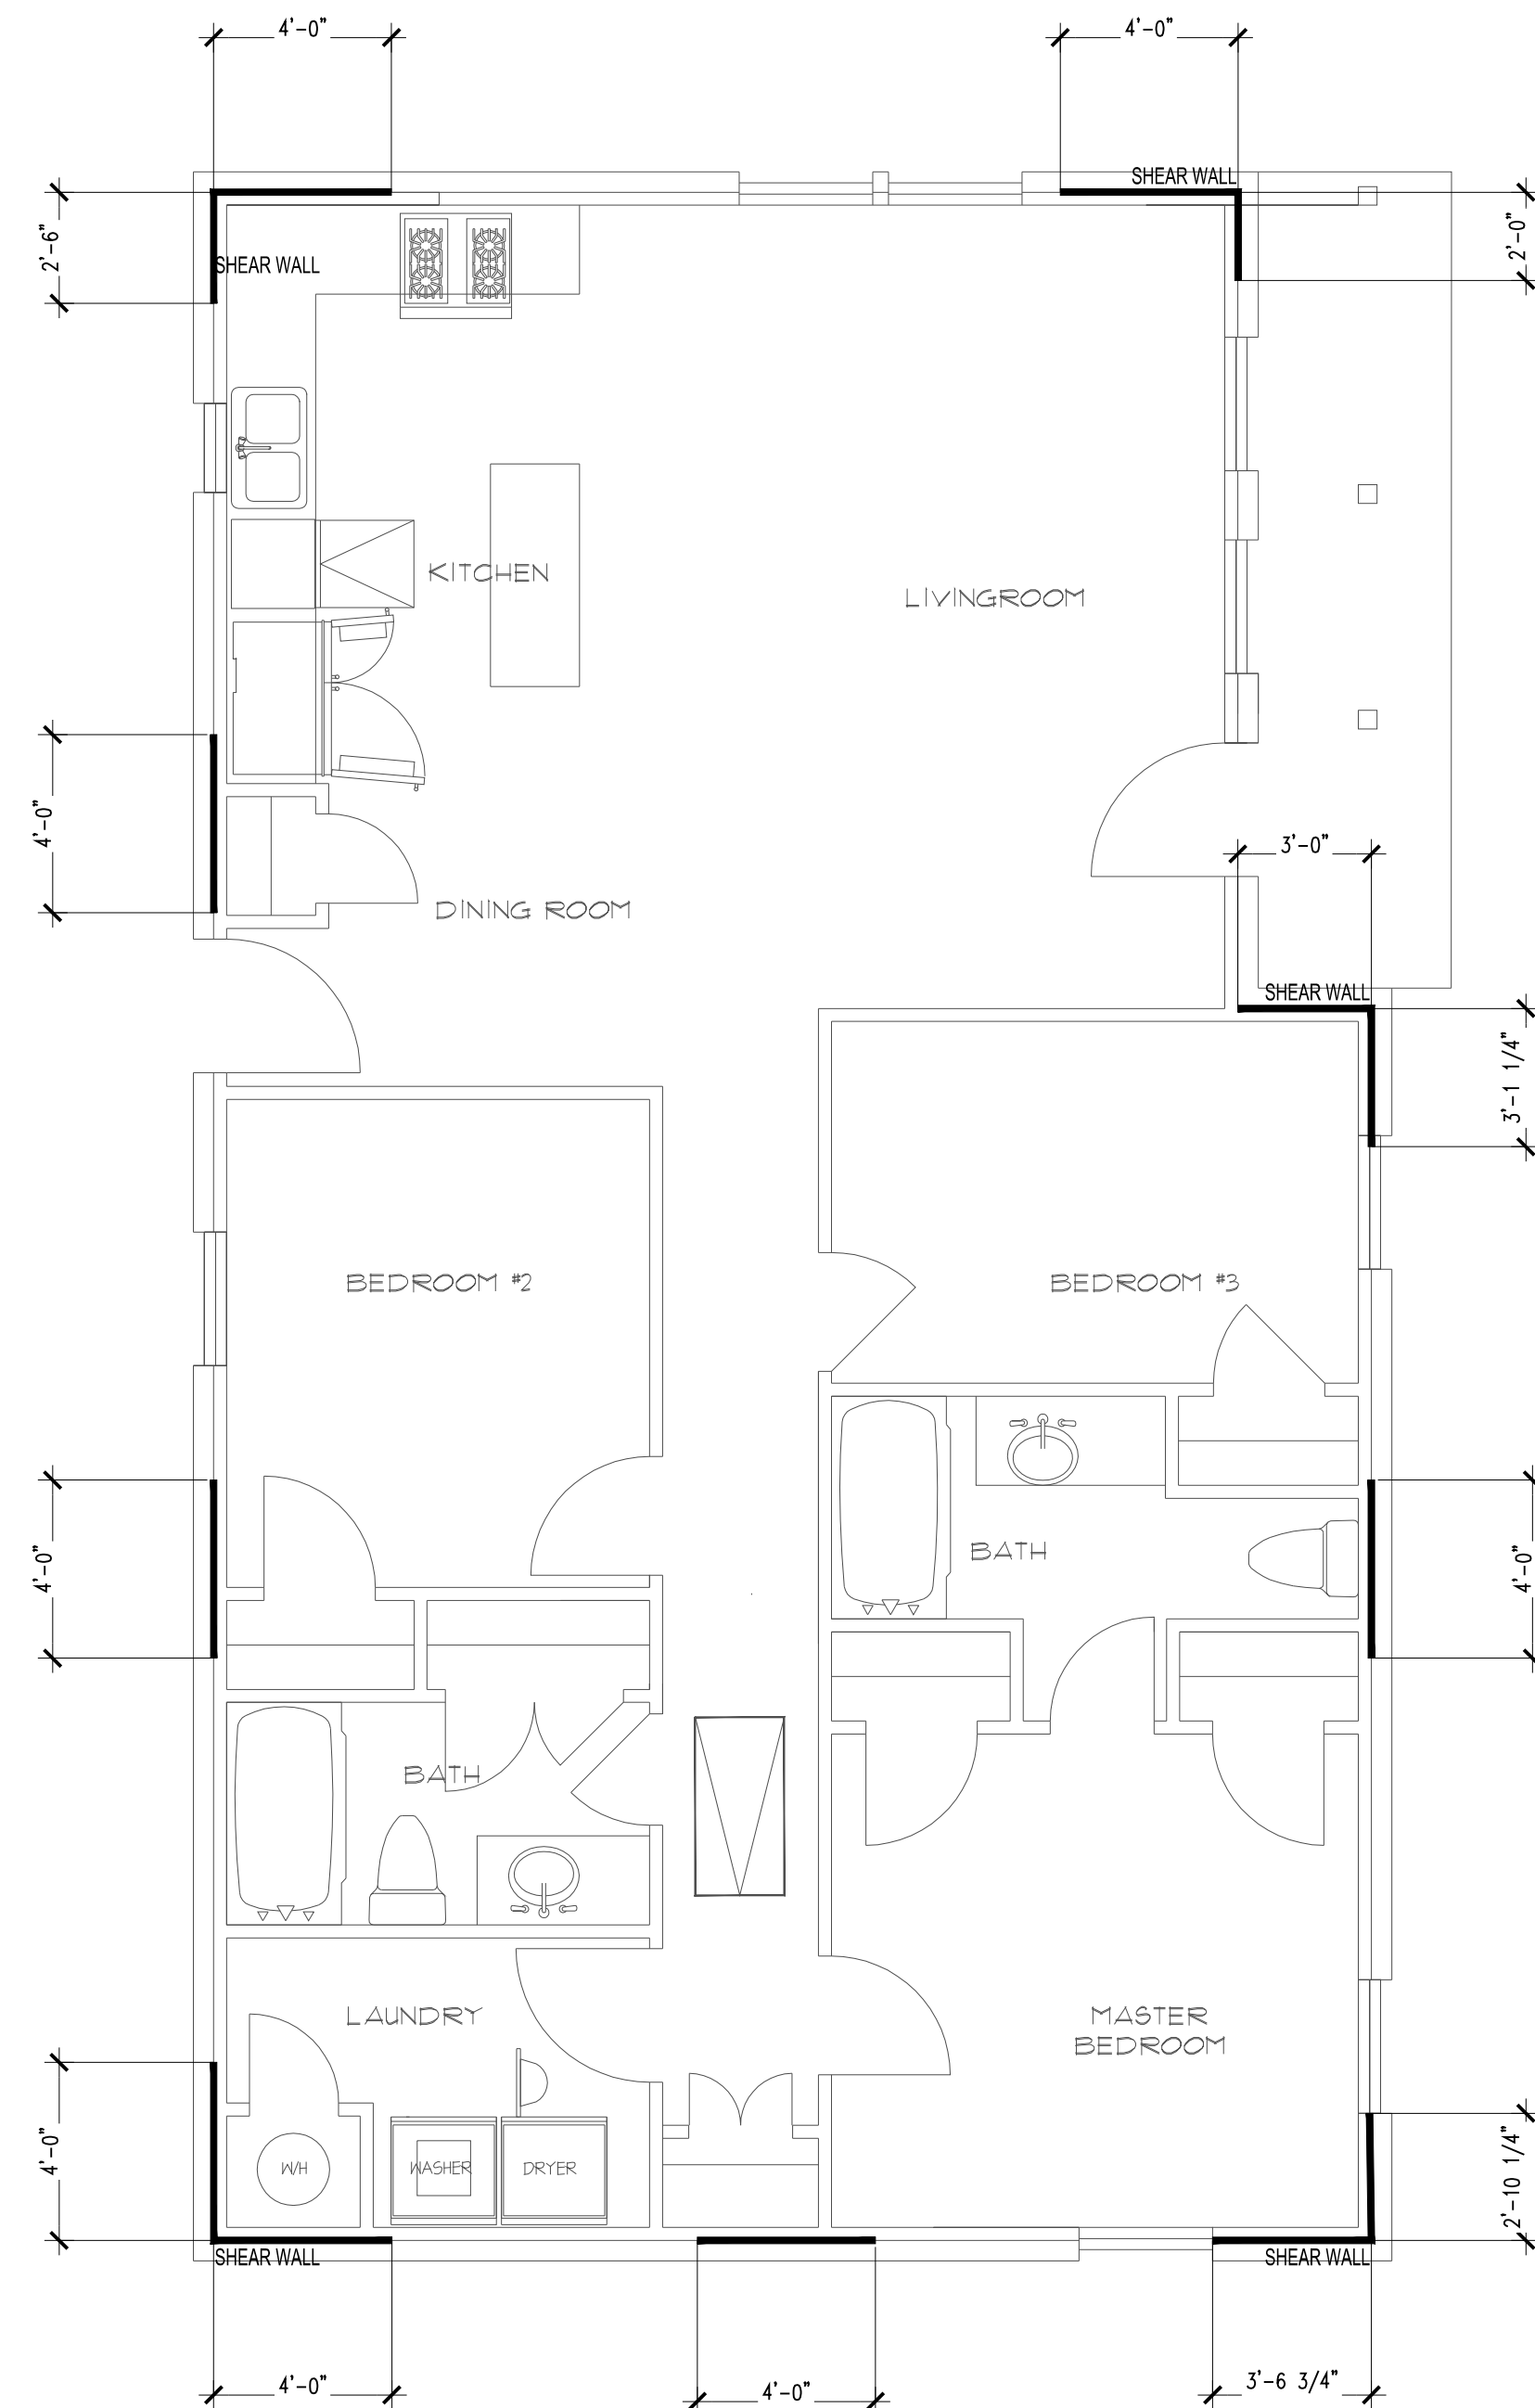 4'-0"
4'-0"
SHEAR WALL
2'-6"
2'-0"
SHEAR WALL
KITCHEN
LIVINGROOM
4'-0"
3'-0"
DINING ROOM
SHEAR WALL
3'-1 1/4"
BEDROOM #2
BEDROOM #3
BATH
4'-0"
4'-0"
BATH
LAUNDRY
MASTER
BEDROOM
4'-0"
2'-10 1/4"
W/H
WASHER
DRYER
SHEAR WALL
SHEAR WALL
4'-0"
4'-0"
3'-6 3/4"